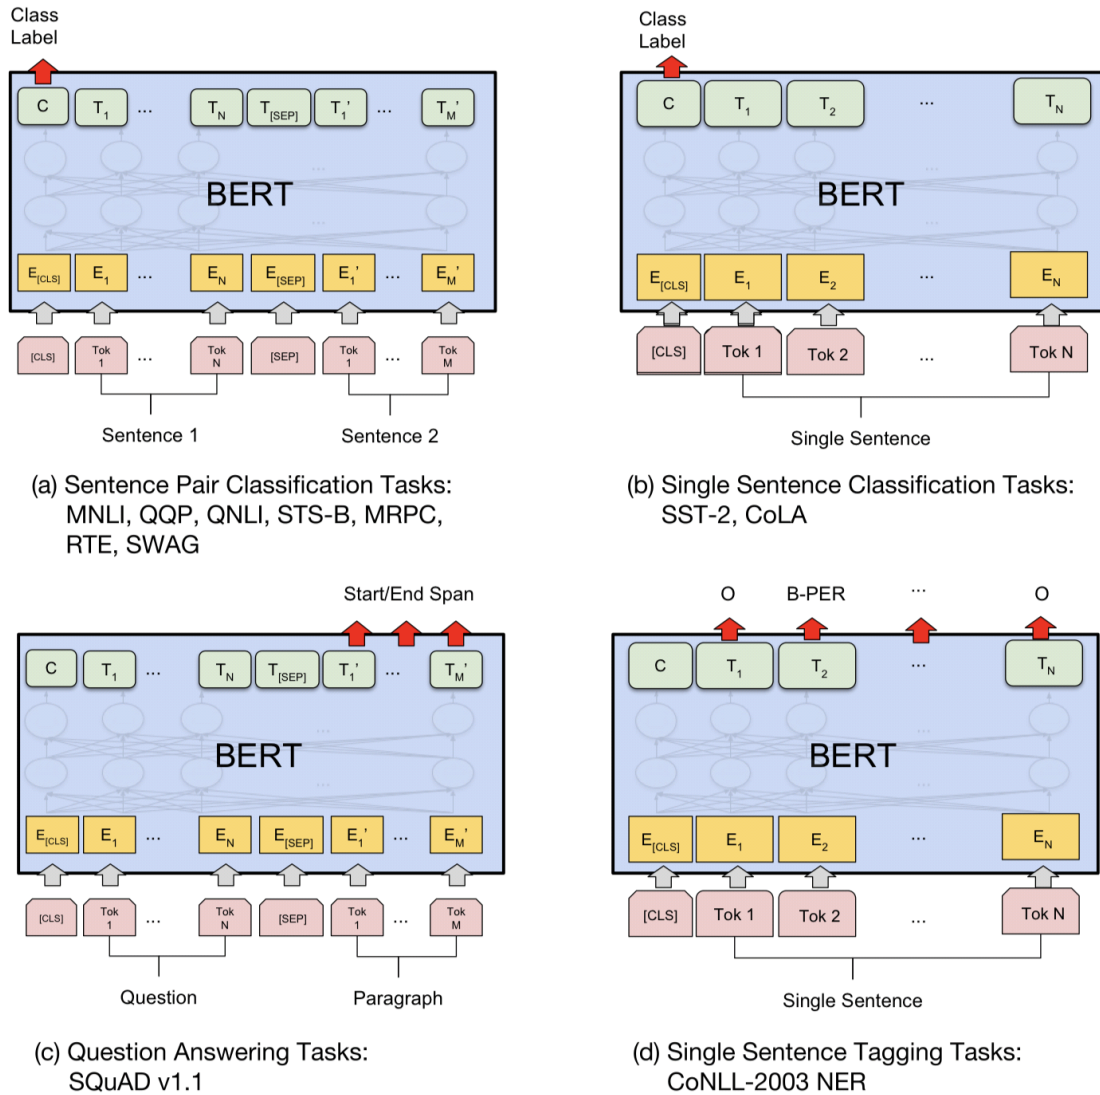 Class
Label
C T1 ... TN T[SEP] T1' ... TM'
...
BERT
...
E[CLS] E1 ... EN E[SEP] E1' ... EM'
[CLS] Tok 1 ... Tok N [SEP] Tok 1 ... Tok M
Sentence 1 Sentence 2
(a) Sentence Pair Classification Tasks:
MNLI, QQP, QNLI, STS-B, MRPC,
RTE, SWAG
Class
Label
C T1 T2 ... TN
...
BERT
...
E[CLS] E1 E2 ... EN
[CLS] Tok 1 Tok 2 ... Tok N
Single Sentence
(b) Single Sentence Classification Tasks:
SST-2, CoLA
Start/End Span
C T1 ... TN T[SEP] T1' ... TM'
...
BERT
...
E[CLS] E1 ... EN E[SEP] E1' ... EM'
[CLS] Tok 1 ... Tok N [SEP] Tok 1 ... Tok M
Question Paragraph
(c) Question Answering Tasks:
SQuAD v1.1
O B-PER ... O
C T1 T2 ... TN
...
BERT
...
E[CLS] E1 E2 ... EN
[CLS] Tok 1 Tok 2 ... Tok N
Single Sentence
(d) Single Sentence Tagging Tasks:
CoNLL-2003 NER